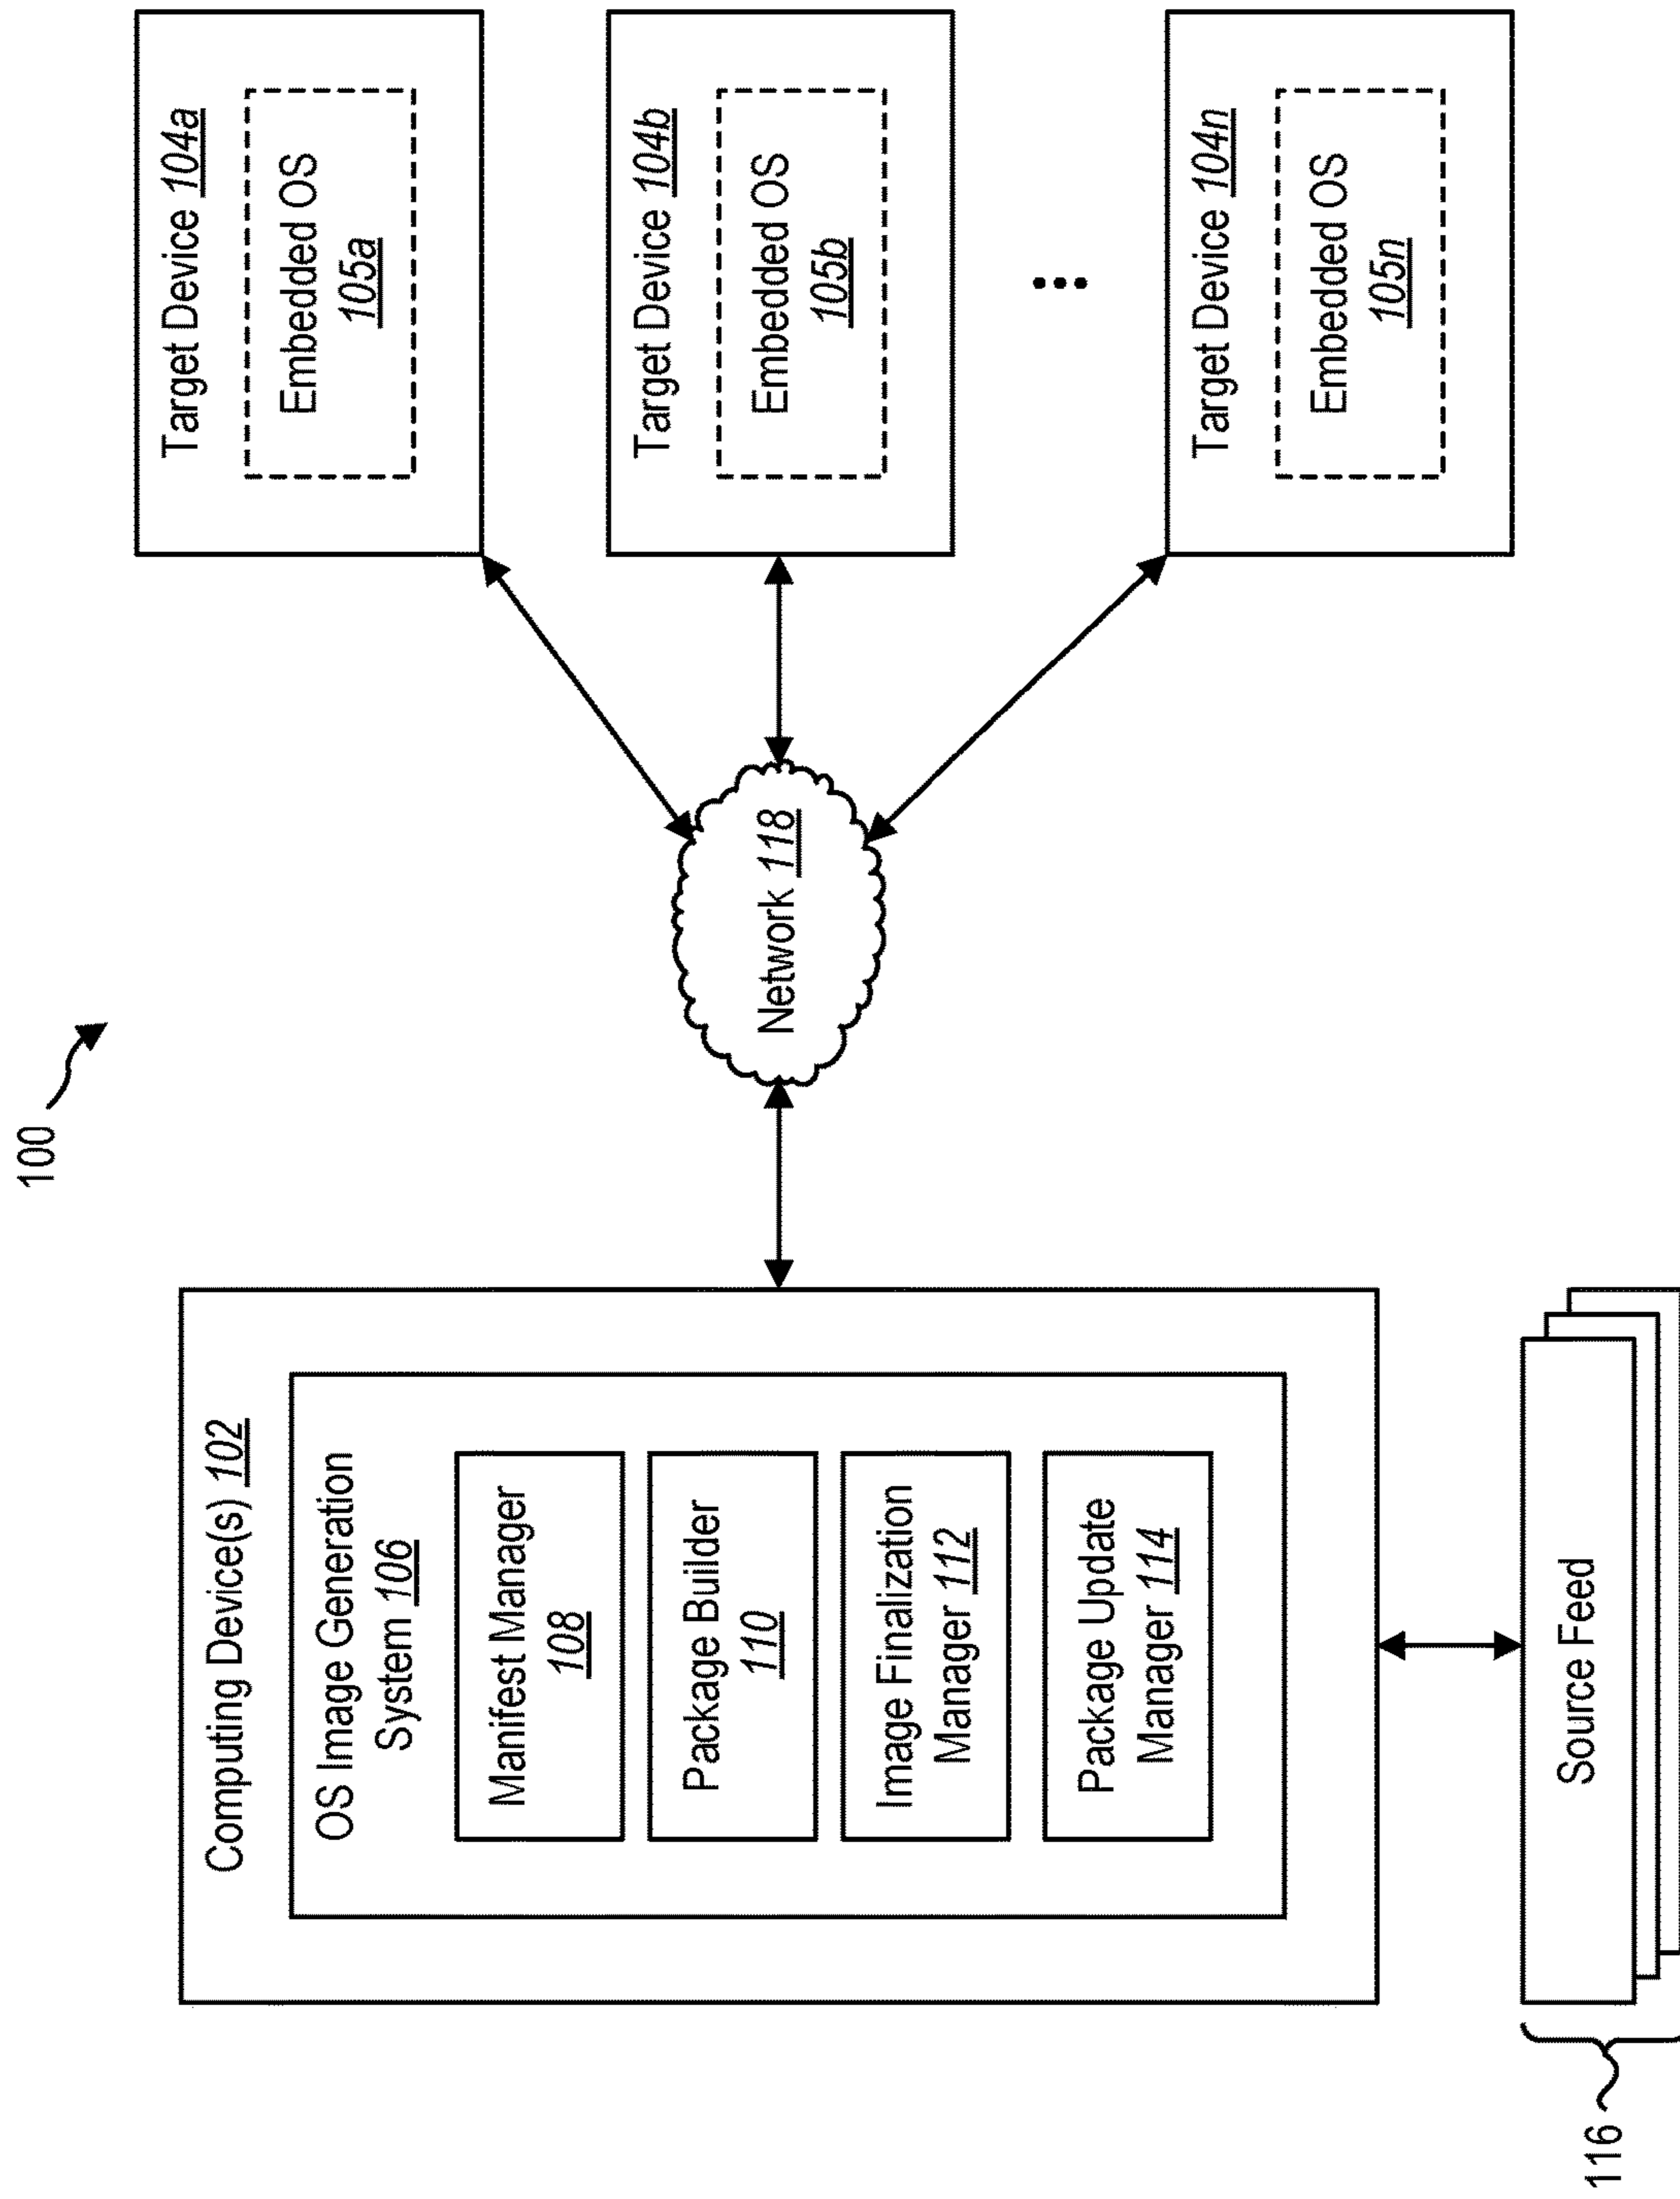 100
Computing Device(s) 102
OS Image Generation
System 106
Manifest Manager
108
Package Builder
110
Image Finalization
Manager 112
Package Update
Manager 114
Source Feed
116
Network 118
Target Device 104a
Embedded OS
105a
Target Device 104b
Embedded OS
105b
Target Device 104n
Embedded OS
105n